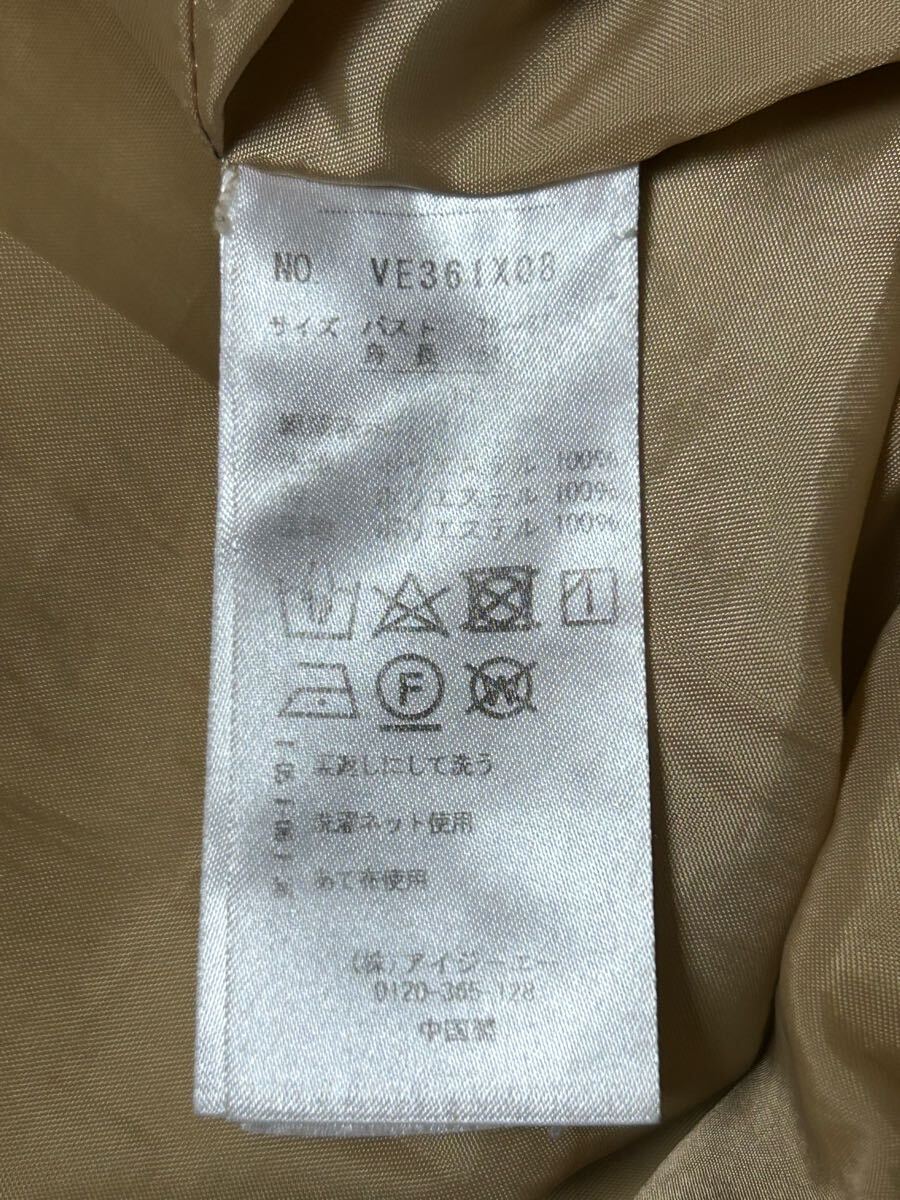 NO. VE361X08
サイズ バスト
身長
ポリエステル 100%
ポリエステル 100%
ポリエステル 100%
F
W
裏返しにして洗う
洗濯ネット使用
あて布使用
(株)アイジーエー
0120-365-128
中国製